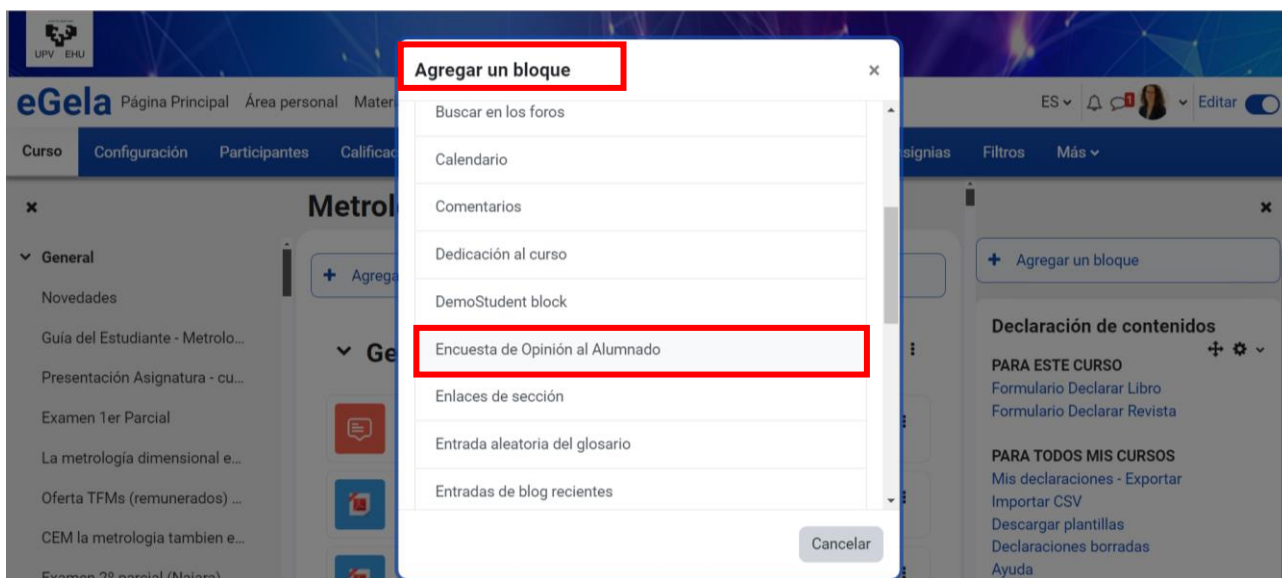 UPV EHU
eGela Página Principal Área personal Mater
ES
1
Editar
Curso Configuración Participantes Calificac
signias Filtros Más
Agregar un bloque
Buscar en los foros
Calendario
Comentarios
Dedicación al curso
DemoStudent block
Encuesta de Opinión al Alumnado
Enlaces de sección
Entrada aleatoria del glosario
Entradas de blog recientes
Cancelar
General
Novedades
Guía del Estudiante - Metrolo...
Presentación Asignatura - cu...
Examen 1er Parcial
La metrología dimensional e...
Oferta TFMs (remunerados) ...
CEM la metrologia tambien e...
Examen 2º parcial (Naiara)
Metrol
+ Agrega
Ge
+ Agregar un bloque
Declaración de contenidos
PARA ESTE CURSO
Formulario Declarar Libro
Formulario Declarar Revista
PARA TODOS MIS CURSOS
Mis declaraciones - Exportar
Importar CSV
Descargar plantillas
Declaraciones borradas
Ayuda